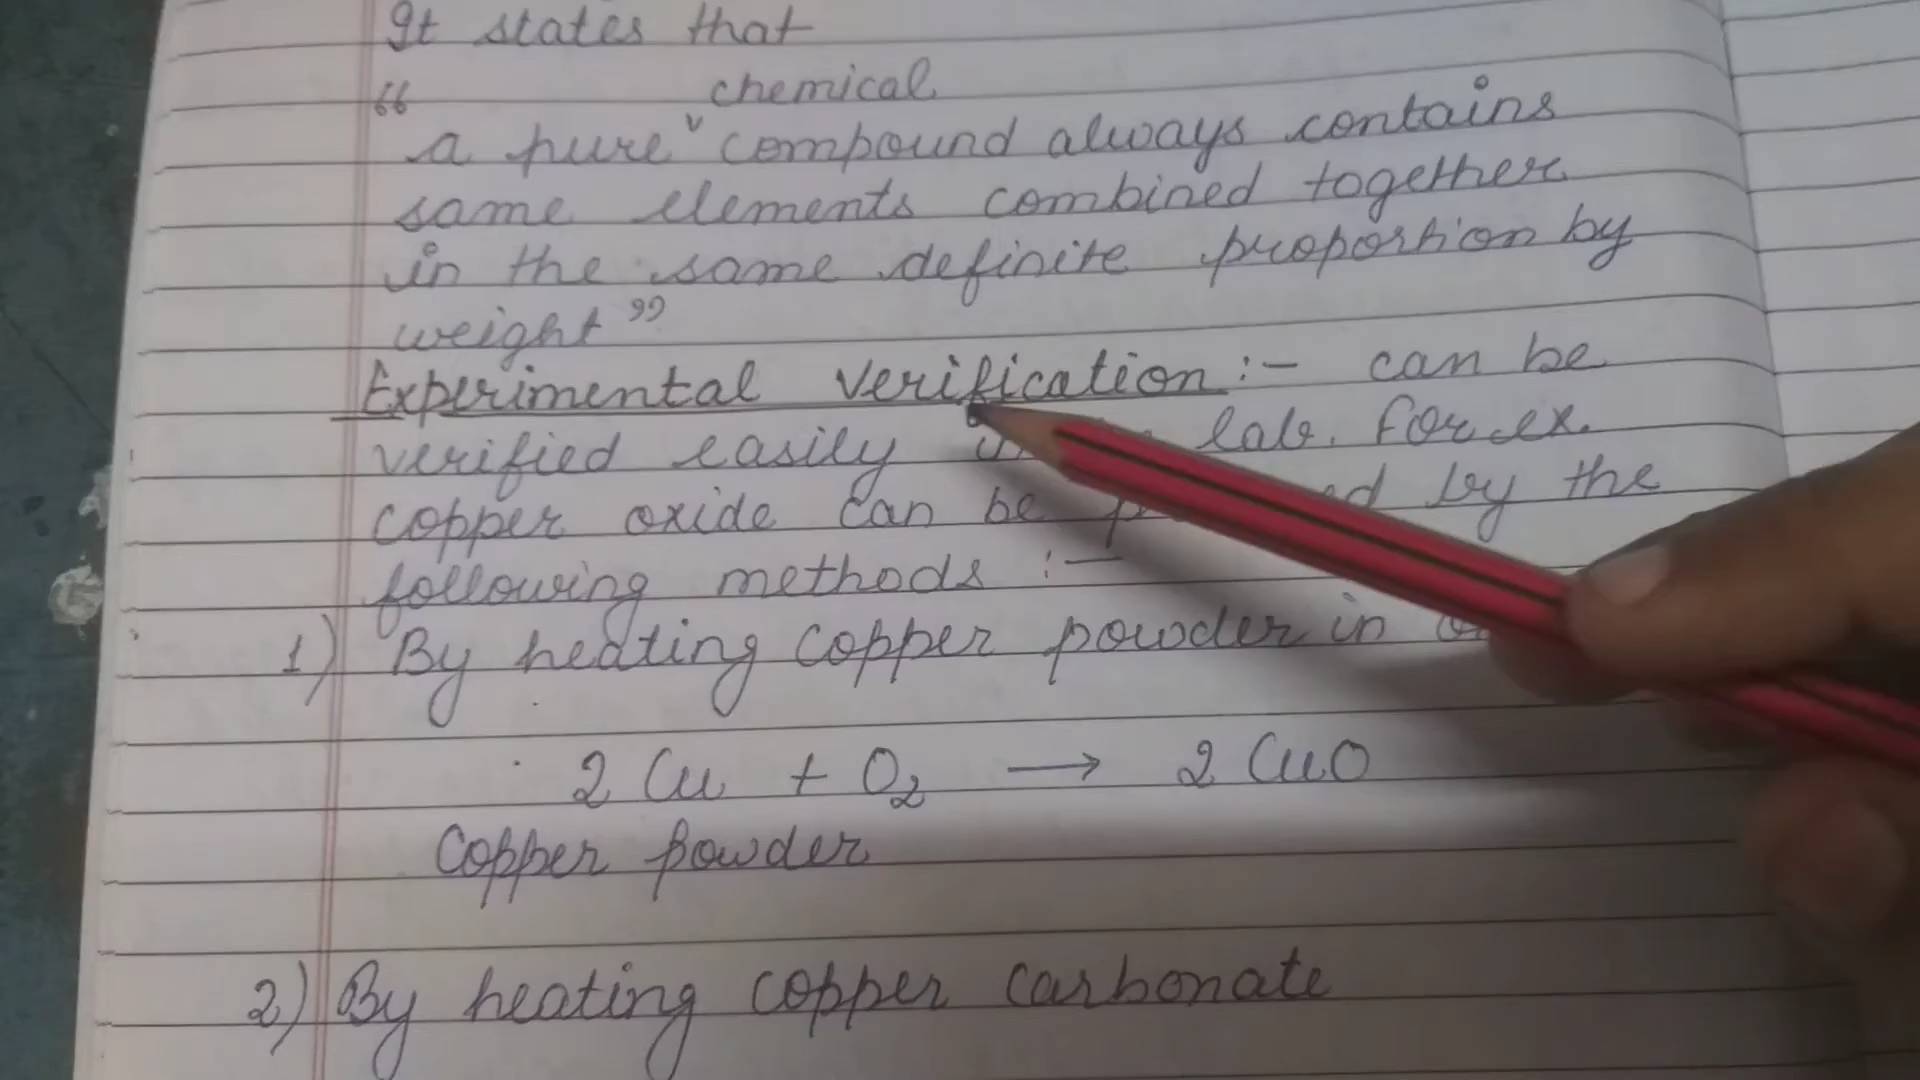 It states that
chemical
"a pure ᵛ compound always contains
same elements combined together
in the same definite proportion by
weight"
Experimental verification :- can be
verified easily lab. For ex.
copper oxide can be by the
following methods :-
1) By heating copper powder in
2 Cu + O₂ → 2 CuO
Copper powder
2) By heating copper carbonate